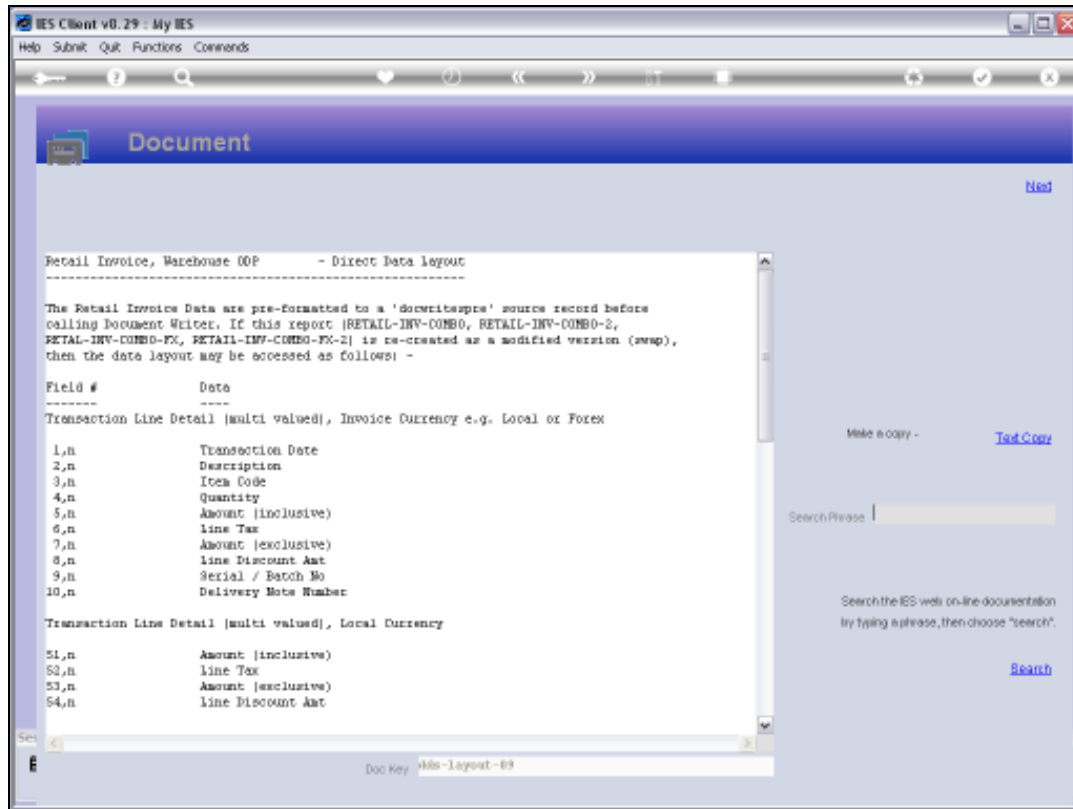 IES Client v8.29 : My IES
Help Submit Quit Functions Commands
Document
Next
Retail Invoice, Warehouse ODP - Direct Data Layout
------------------------------------------------------------
The Retail Invoice Data are pre-formatted to a 'docwritespre' source record before
calling Document Writer. If this report (RETAIL-INV-COMBO, RETAIL-INV-COMBO-2,
RETAL-INV-COMBO-FX, RETAIL-INV-COMBO-FX-2) is re-created as a modified version (swap),
then the data layout may be accessed as follows: -
Field # Data
------- ----
Transaction Line Detail (multi valued), Invoice Currency e.g. Local or Forex
1,n Transaction Date
2,n Description
3,n Item Code
4,n Quantity
5,n Amount (inclusive)
6,n Line Tax
7,n Amount (exclusive)
8,n Line Discount Amt
9,n Serial / Batch No
10,n Delivery Note Number
Transaction Line Detail (multi valued), Local Currency
51,n Amount (inclusive)
52,n Line Tax
53,n Amount (exclusive)
54,n Line Discount Amt
Make a copy -
Text Copy
Search Phrase
Search the IES web on-line documentation
by typing a phrase, then choose "search".
Search
Ser
Doc Key